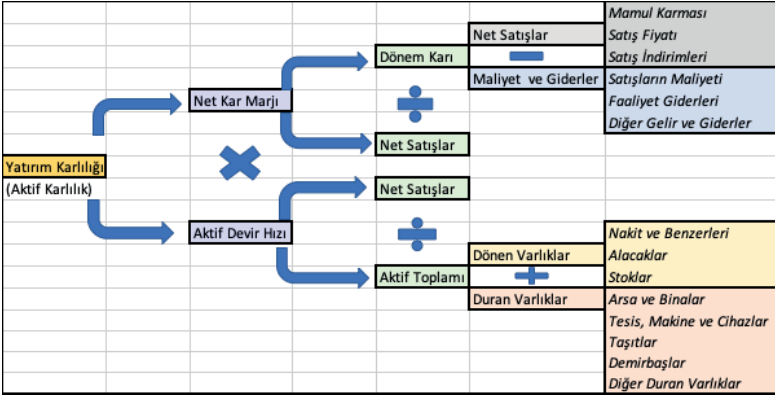 Mamul Karması
Net Satışlar
Satış Fiyatı
Satış İndirimleri
Dönem Karı
Maliyet ve Giderler
Satışların Maliyeti
Net Kar Marjı
Faaliyet Giderleri
Diğer Gelir ve Giderler
Net Satışlar
Yatırım Karlılığı
(Aktif Karlılık)
Net Satışlar
Aktif Devir Hızı
Nakit ve Benzerleri
Dönen Varlıklar
Alacaklar
Aktif Toplamı
Stoklar
Duran Varlıklar
Arsa ve Binalar
Tesis, Makine ve Cihazlar
Taşıtlar
Demirbaşlar
Diğer Duran Varlıklar